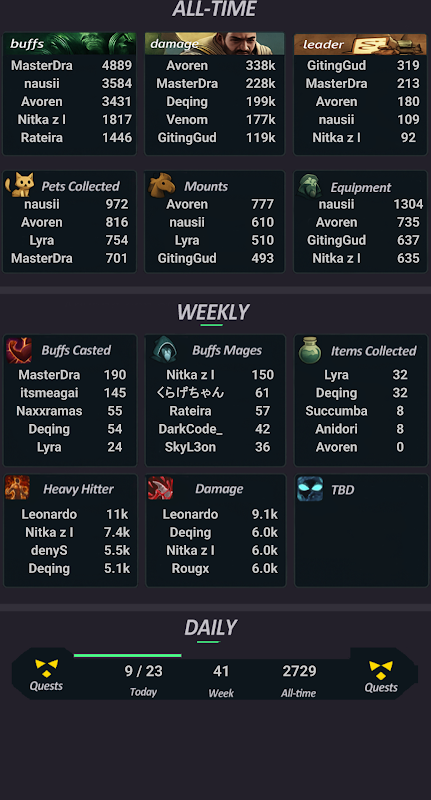 ALL-TIME
buffs
MasterDra 4889
nausii 3584
Avoren 3431
Nitka z l 1817
Rateira 1446
damage
Avoren 338k
MasterDra 228k
Deqing 199k
Venom 177k
GitingGud 119k
leader
GitingGud 319
MasterDra 213
Avoren 180
nausii 109
Nitka z l 92
Pets Collected
nausii 972
Avoren 816
Lyra 754
MasterDra 701
Mounts
Avoren 777
nausii 610
Lyra 510
GitingGud 493
Equipment
nausii 1304
Avoren 735
GitingGud 637
Nitka z l 635
WEEKLY
Buffs Casted
MasterDra 190
itsmeagai 145
Naxxramas 55
Deqing 54
Lyra 24
Buffs Mages
Nitka z l 150
くらげちゃん 61
Rateira 57
DarkCode_ 42
SkyL3on 36
Items Collected
Lyra 32
Deqing 32
Succumba 8
Anidori 8
Avoren 0
Heavy Hitter
Leonardo 11k
Nitka z l 7.4k
denyS 5.5k
Deqing 5.1k
Damage
Leonardo 9.1k
Deqing 6.0k
Nitka z l 6.0k
Rougx 6.0k
TBD
DAILY
Quests
9 / 23
Today
41
Week
2729
All-time
Quests